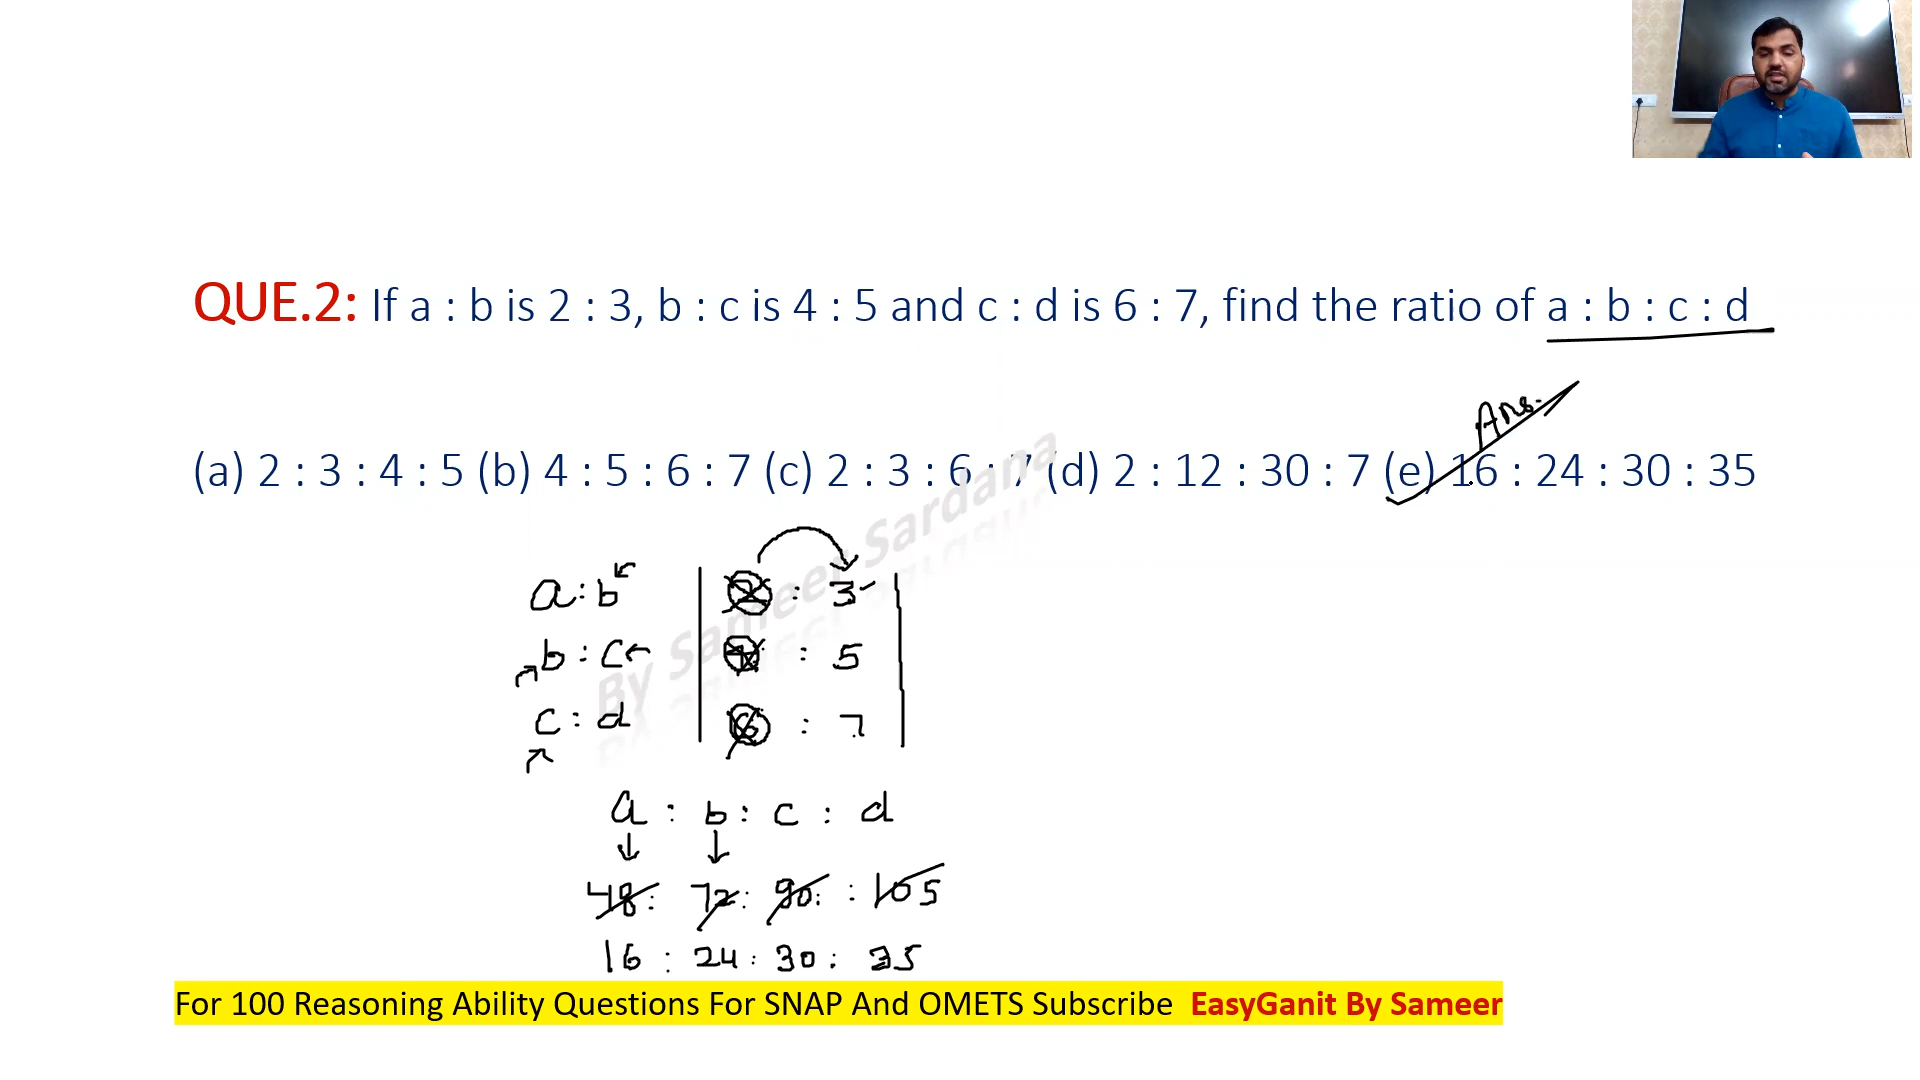 QUE.2: If a : b is 2 : 3, b : c is 4 : 5 and c : d is 6 : 7, find the ratio of a : b : c : d
Ans.
(a) 2 : 3 : 4 : 5 (b) 4 : 5 : 6 : 7 (c) 2 : 3 : 6 : 7 (d) 2 : 12 : 30 : 7 (e) 16 : 24 : 30 : 35
By Sameer Sardana
a : b 2 : 3
b : c 4 : 5
c : d 6 : 7
a : b : c : d
48 : 72 : 90 : 105
16 : 24 : 30 : 35
For 100 Reasoning Ability Questions For SNAP And OMETS Subscribe EasyGanit By Sameer